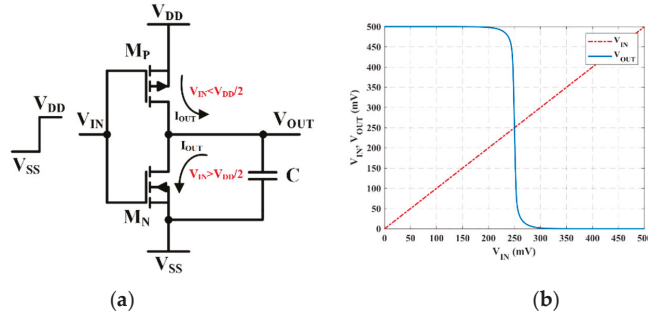 V_DD
M_P
V_IN<V_DD/2
I_OUT
V_DD
V_IN
V_OUT
V_SS
I_OUT
V_IN>V_DD/2
C
M_N
V_SS
(a)
V_IN, V_OUT (mV)
500
450
400
350
300
250
200
150
100
50
0
V_IN
V_OUT
0 50 100 150 200 250 300 350 400 450 500
V_IN (mV)
(b)